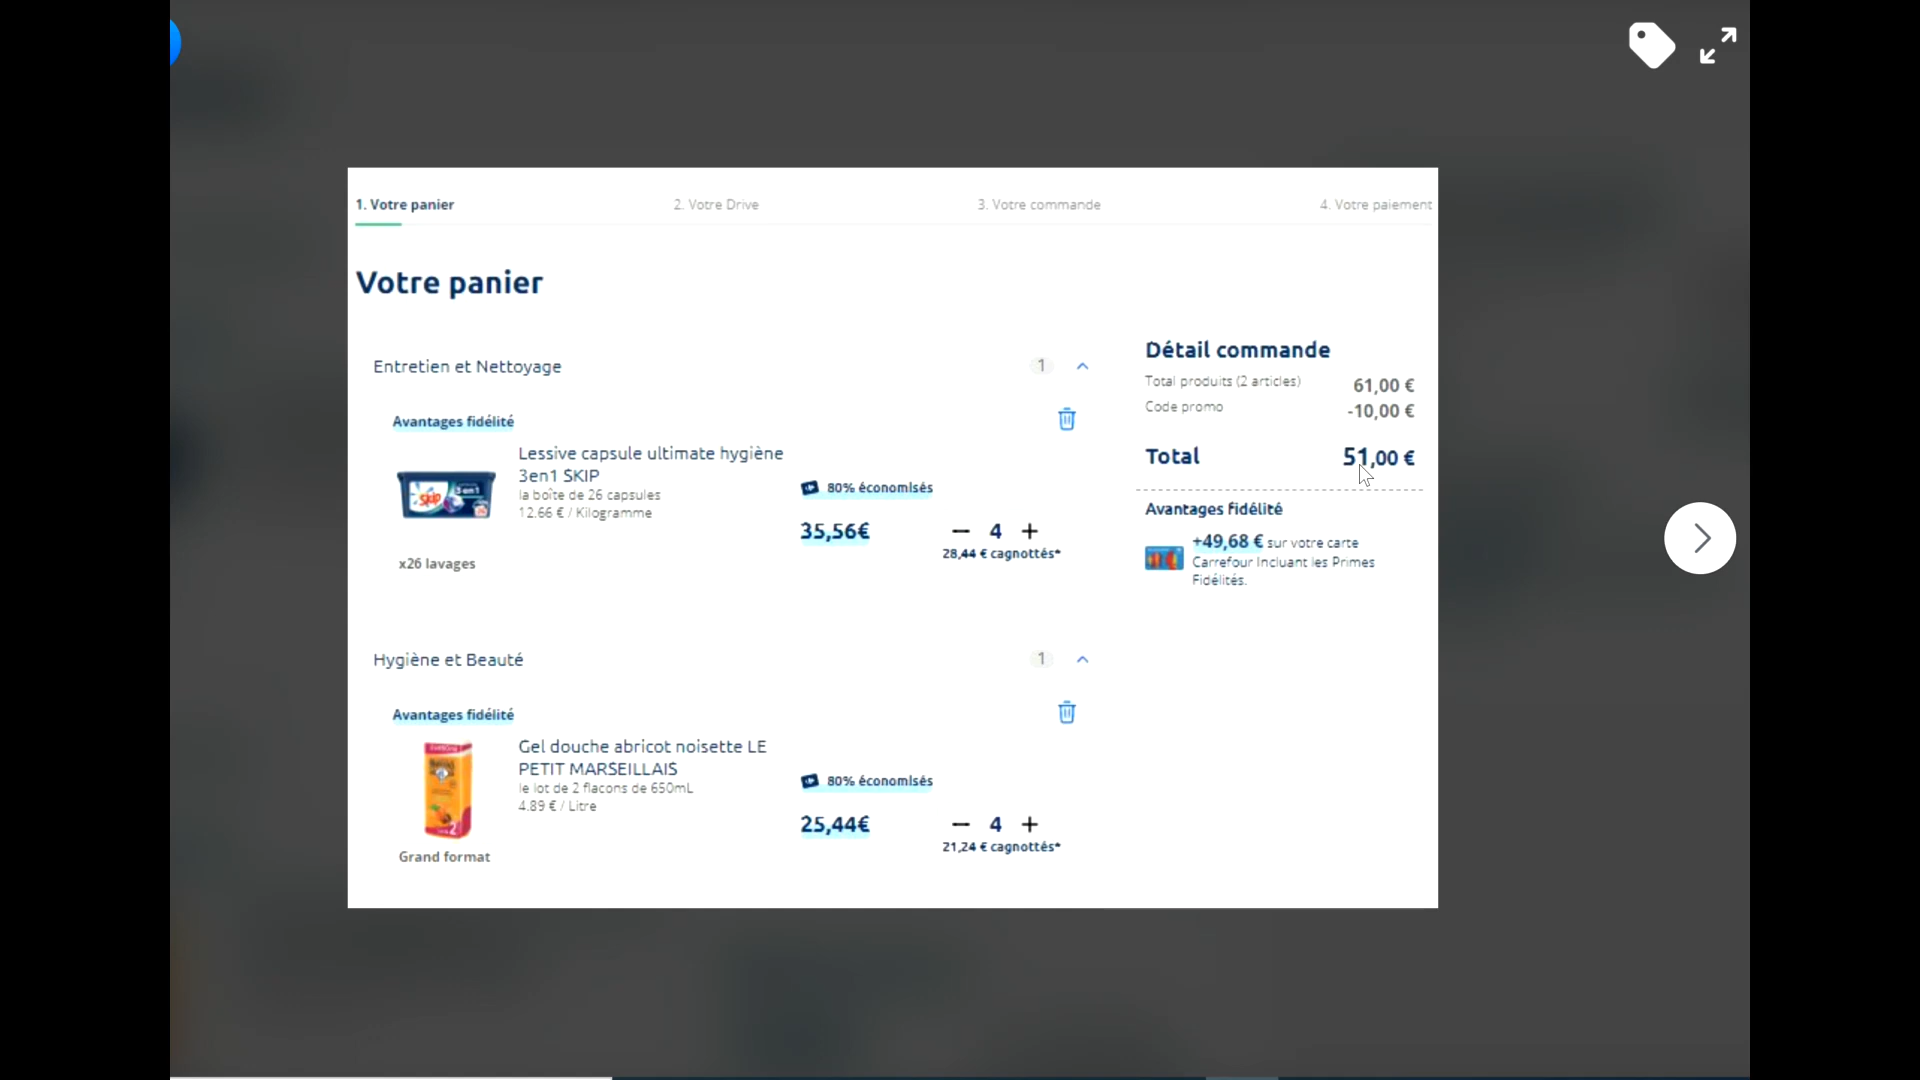 1. Votre panier
2. Votre Drive
3. Votre commande
4. Votre paiement
Votre panier
Entretien et Nettoyage
1
Avantages fidélité
Lessive capsule ultimate hygiène
3en1 SKIP
la boîte de 26 capsules
12.66 € / Kilogramme
Skip
3en1
x26 lavages
80% économisés
35,56€
4
28,44 € cagnottés*
Hygiène et Beauté
1
Avantages fidélité
Gel douche abricot noisette LE
PETIT MARSEILLAIS
le lot de 2 flacons de 650mL
4.89 € / Litre
Grand format
80% économisés
25,44€
4
21,24 € cagnottés*
Détail commande
Total produits (2 articles)
61,00 €
Code promo
-10,00 €
Total
51,00 €
Avantages fidélité
+49,68 € sur votre carte
Carrefour Incluant les Primes
Fidélités.